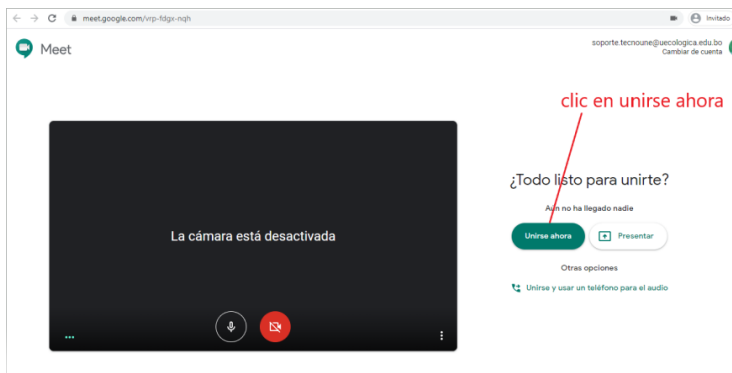 meet.google.com/vrp-fdgx-nqh
Invitado
Meet
soporte.tecnoune@uecologica.edu.bo
Cambiar de cuenta
clic en unirse ahora
¿Todo listo para unirte?
Aún no ha llegado nadie
La cámara está desactivada
Unirse ahora
Presentar
Otras opciones
Unirse y usar un teléfono para el audio